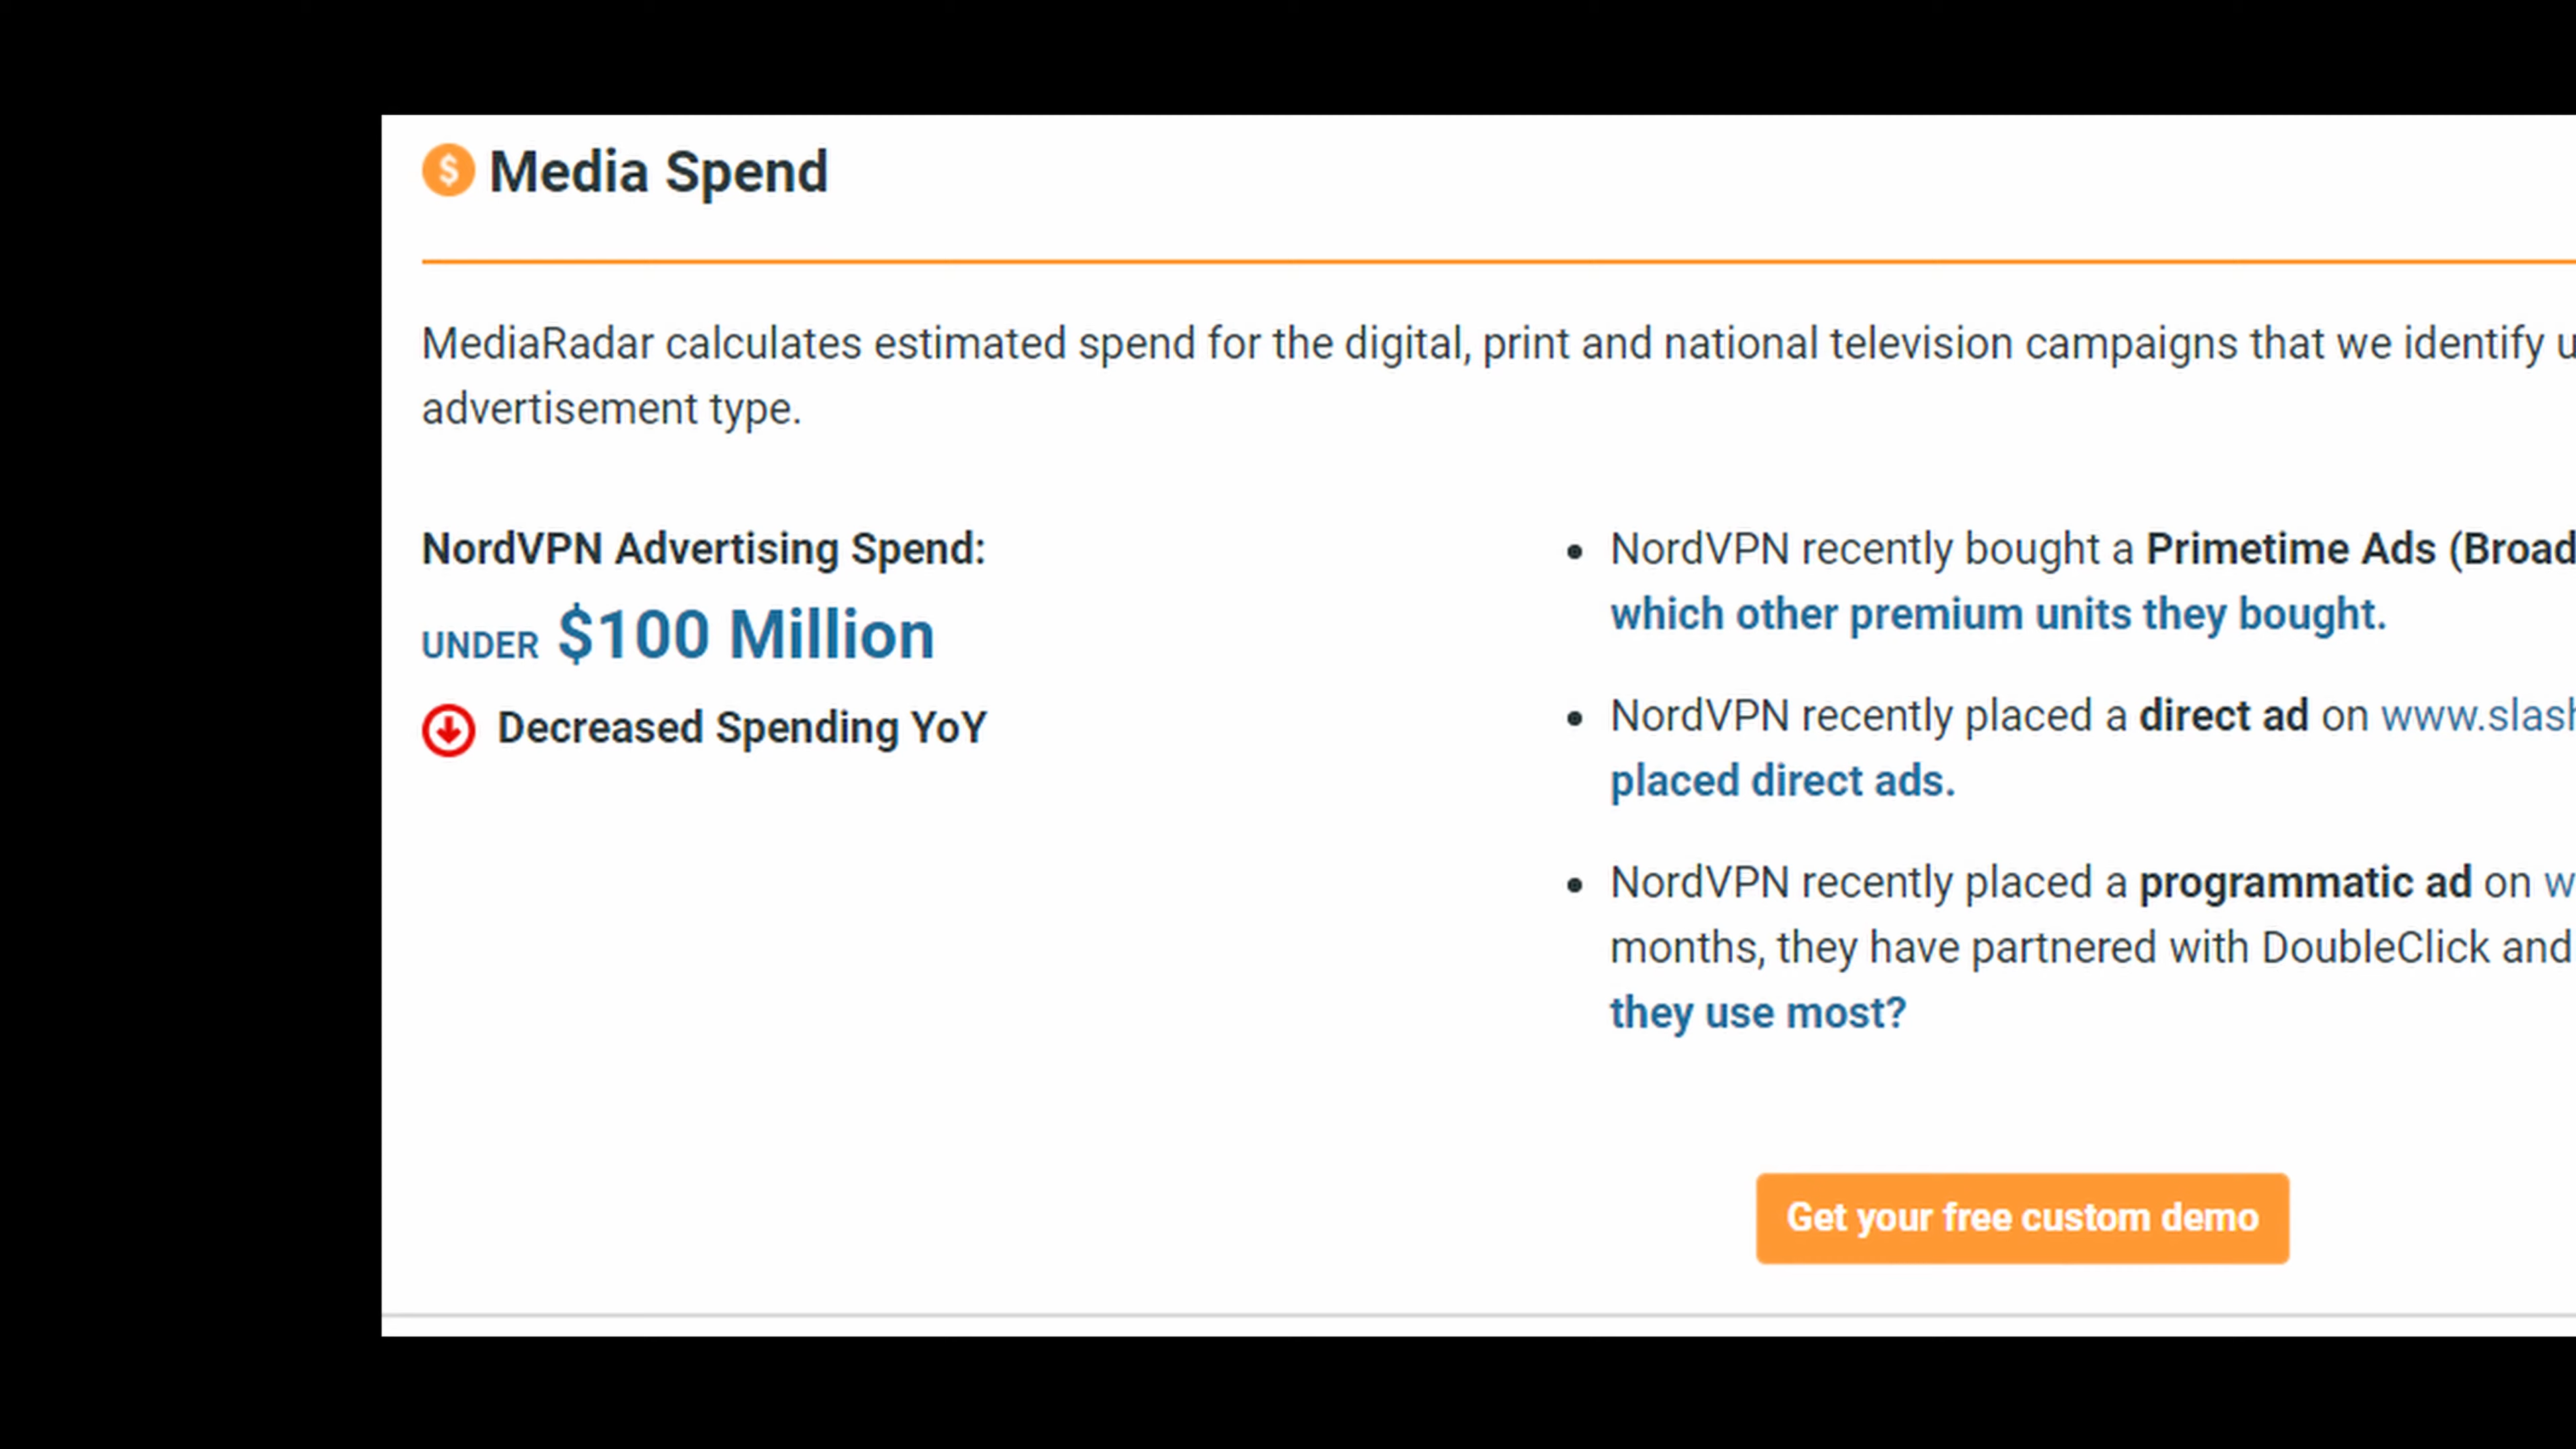 $ Media Spend
MediaRadar calculates estimated spend for the digital, print and national television campaigns that we identify
advertisement type.
NordVPN Advertising Spend:
UNDER $100 Million
Decreased Spending YoY
• NordVPN recently bought a Primetime Ads (Broad
which other premium units they bought.
• NordVPN recently placed a direct ad on www.slash
placed direct ads.
• NordVPN recently placed a programmatic ad on
months, they have partnered with DoubleClick and
they use most?
Get your free custom demo